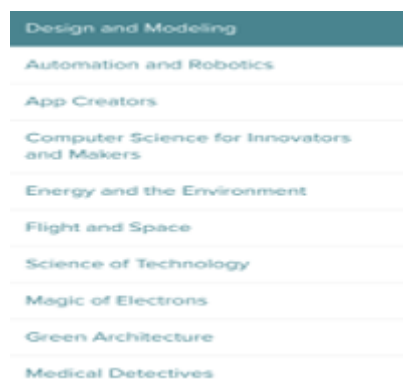 Design and Modeling
Automation and Robotics
App Creators
Computer Science for Innovators
and Makers
Energy and the Environment
Flight and Space
Science of Technology
Magic of Electrons
Green Architecture
Medical Detectives